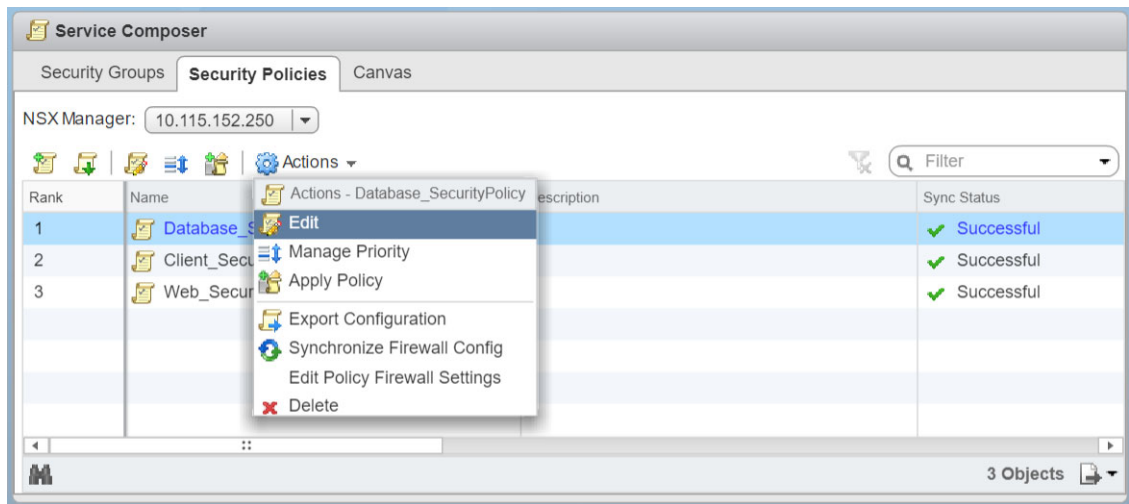 Service Composer
Security Groups Security Policies Canvas
NSX Manager: 10.115.152.250
Actions Filter
Rank Name Description Sync Status
1 Database_S Successful
2 Client_Secu Successful
3 Web_Secur Successful
Actions - Database_SecurityPolicy
Edit
Manage Priority
Apply Policy
Export Configuration
Synchronize Firewall Config
Edit Policy Firewall Settings
Delete
3 Objects